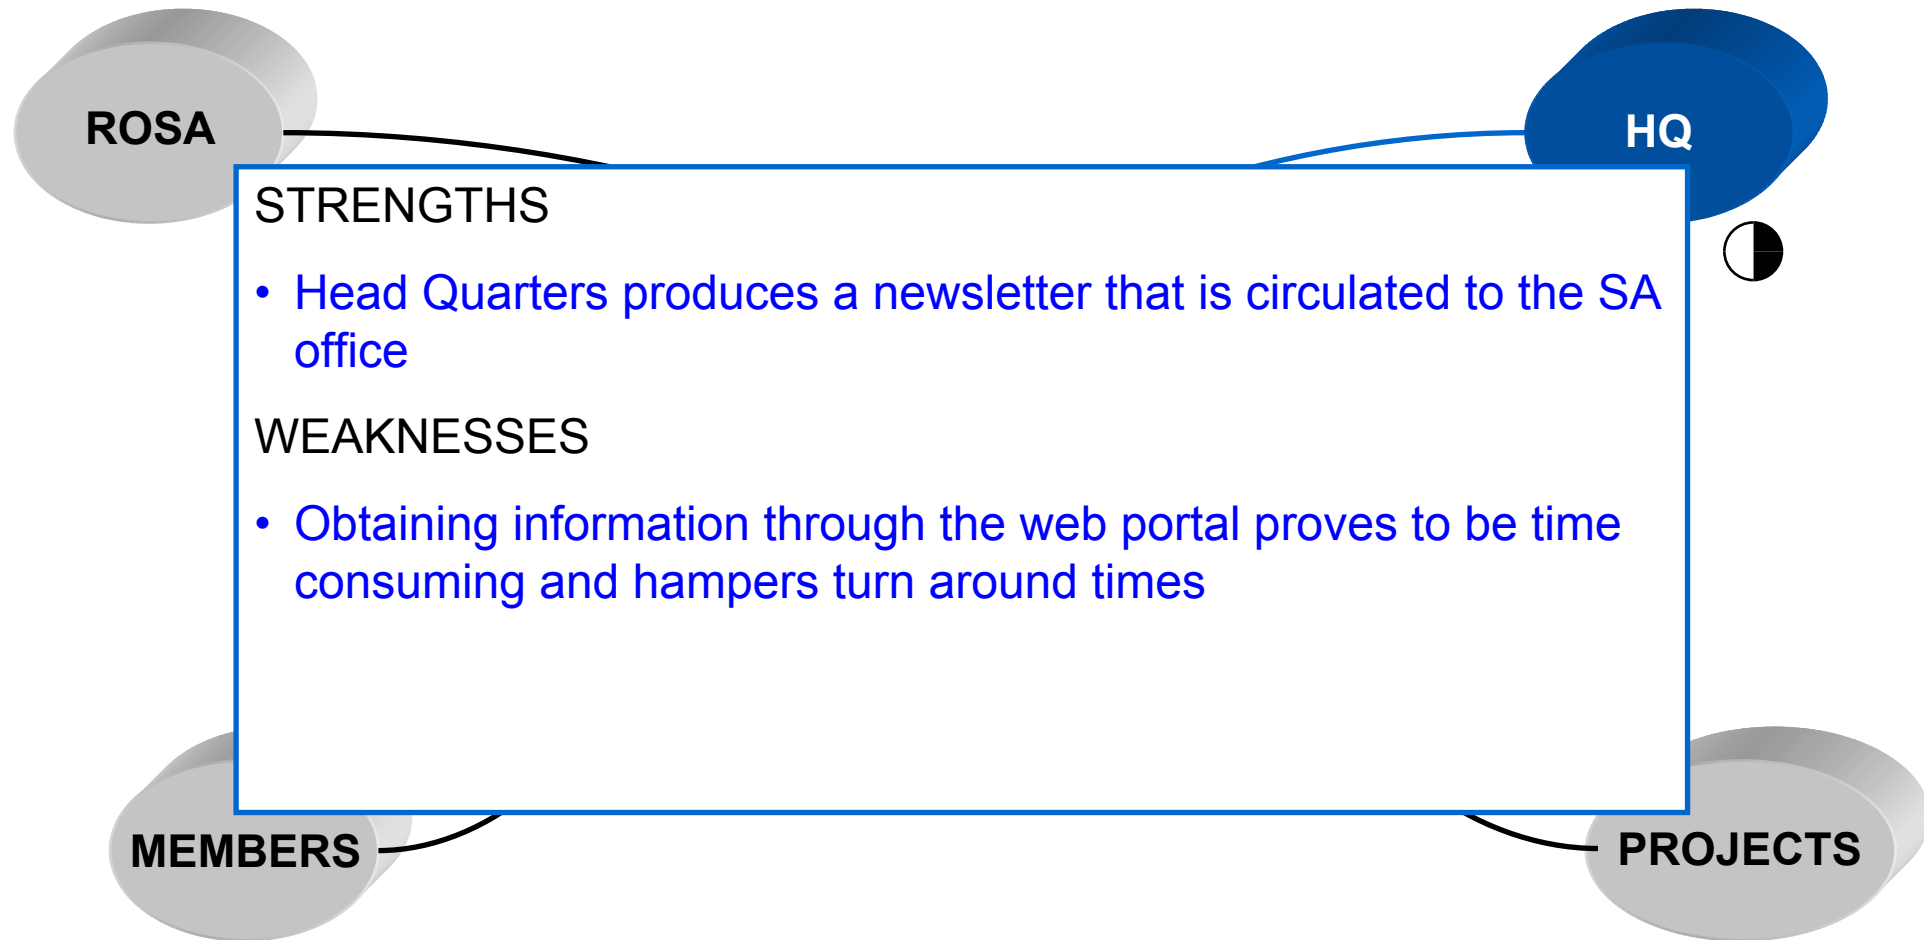 ROSA
HQ
STRENGTHS
• Head Quarters produces a newsletter that is circulated to the SA
office
WEAKNESSES
• Obtaining information through the web portal proves to be time
consuming and hampers turn around times
MEMBERS
PROJECTS